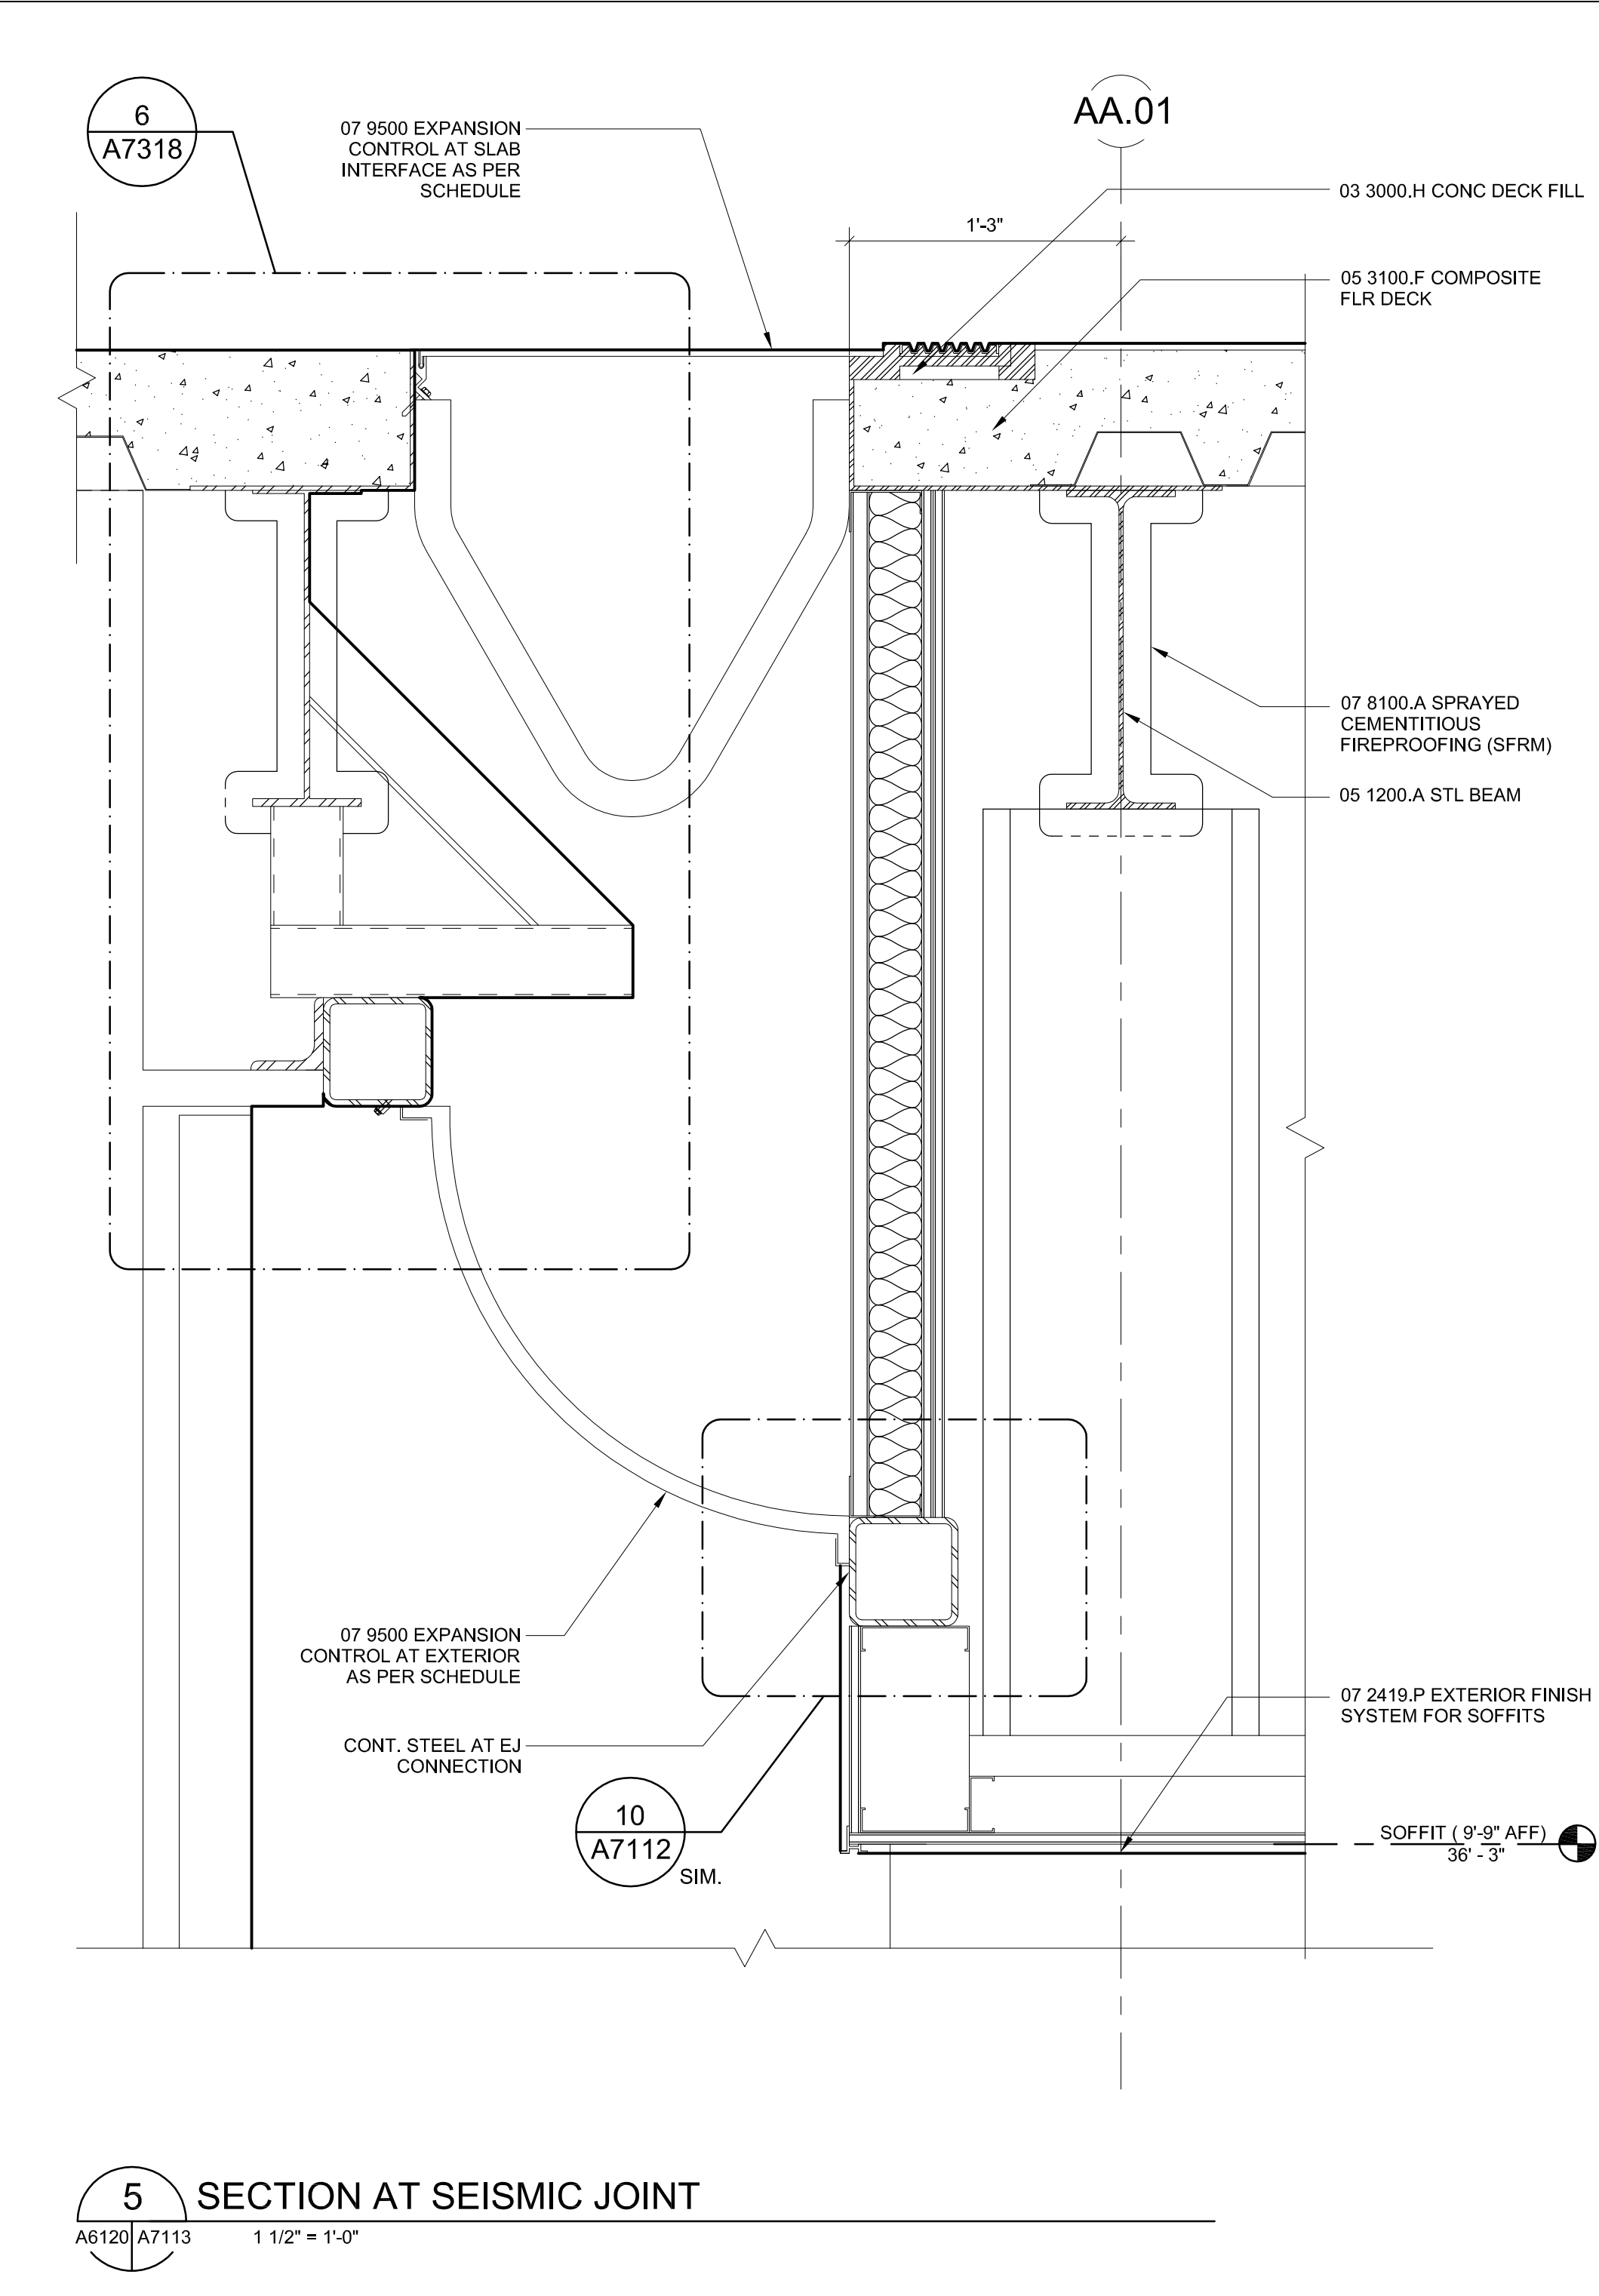 6
A7318
07 9500 EXPANSION
CONTROL AT SLAB
INTERFACE AS PER
SCHEDULE
AA.01
1'-3"
03 3000.H CONC DECK FILL
05 3100.F COMPOSITE
FLR DECK
07 8100.A SPRAYED
CEMENTITIOUS
FIREPROOFING (SFRM)
05 1200.A STL BEAM
07 9500 EXPANSION
CONTROL AT EXTERIOR
AS PER SCHEDULE
CONT. STEEL AT EJ
CONNECTION
07 2419.P EXTERIOR FINISH
SYSTEM FOR SOFFITS
10
A7112
SIM.
SOFFIT ( 9'-9" AFF)
36' - 3"
5
SECTION AT SEISMIC JOINT
A6120 A7113
1 1/2" = 1'-0"